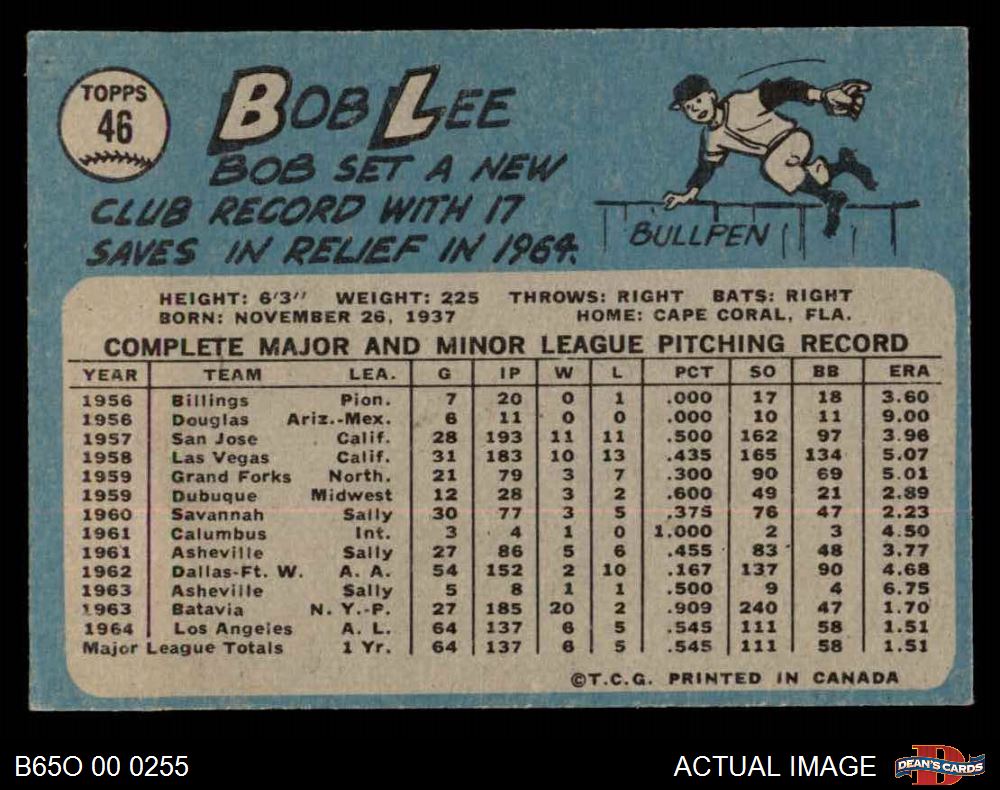 TOPPS
46
BOB LEE
BOB SET A NEW
CLUB RECORD WITH 17
SAVES IN RELIEF IN 1964.
BULLPEN
HEIGHT: 6'3" WEIGHT: 225 THROWS: RIGHT BATS: RIGHT
BORN: NOVEMBER 26, 1937 HOME: CAPE CORAL, FLA.
COMPLETE MAJOR AND MINOR LEAGUE PITCHING RECORD
YEAR TEAM LEA. G IP W L PCT SO BB ERA
1956 Billings Pion. 7 20 0 1 .000 17 18 3.60
1956 Douglas Ariz.-Mex. 6 11 0 0 .000 10 11 9.00
1957 San Jose Calif. 28 193 11 11 .500 162 97 3.96
1958 Las Vegas Calif. 31 183 10 13 .435 165 134 5.07
1959 Grand Forks North. 21 79 3 7 .300 90 69 5.01
1959 Dubuque Midwest 12 28 3 2 .600 49 21 2.89
1960 Savannah Sally 30 77 3 5 .375 76 47 2.23
1961 Calumbus Int. 3 4 1 0 1.000 2 3 4.50
1961 Asheville Sally 27 86 5 6 .455 83 48 3.77
1962 Dallas-Ft. W. A. A. 54 152 2 10 .167 137 90 4.68
1963 Asheville Sally 5 8 1 1 .500 9 4 6.75
1963 Batavia N. Y.-P. 27 185 20 2 .909 240 47 1.70
1964 Los Angeles A. L. 64 137 6 5 .545 111 58 1.51
Major League Totals 1 Yr. 64 137 6 5 .545 111 58 1.51
©T.C.G. PRINTED IN CANADA
B65O 00 0255
ACTUAL IMAGE
D
DEAN'S CARDS